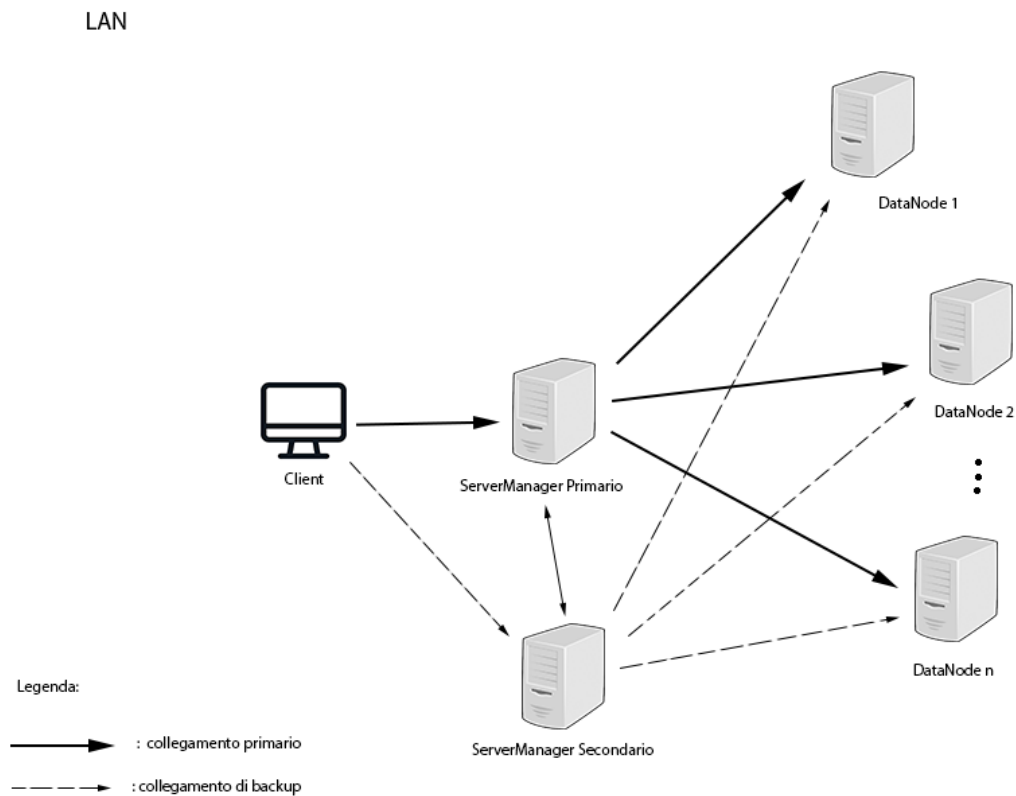 LAN
DataNode 1
DataNode 2
Client
ServerManager Primario
DataNode n
Legenda:
: collegamento primario
ServerManager Secondario
: collegamento di backup